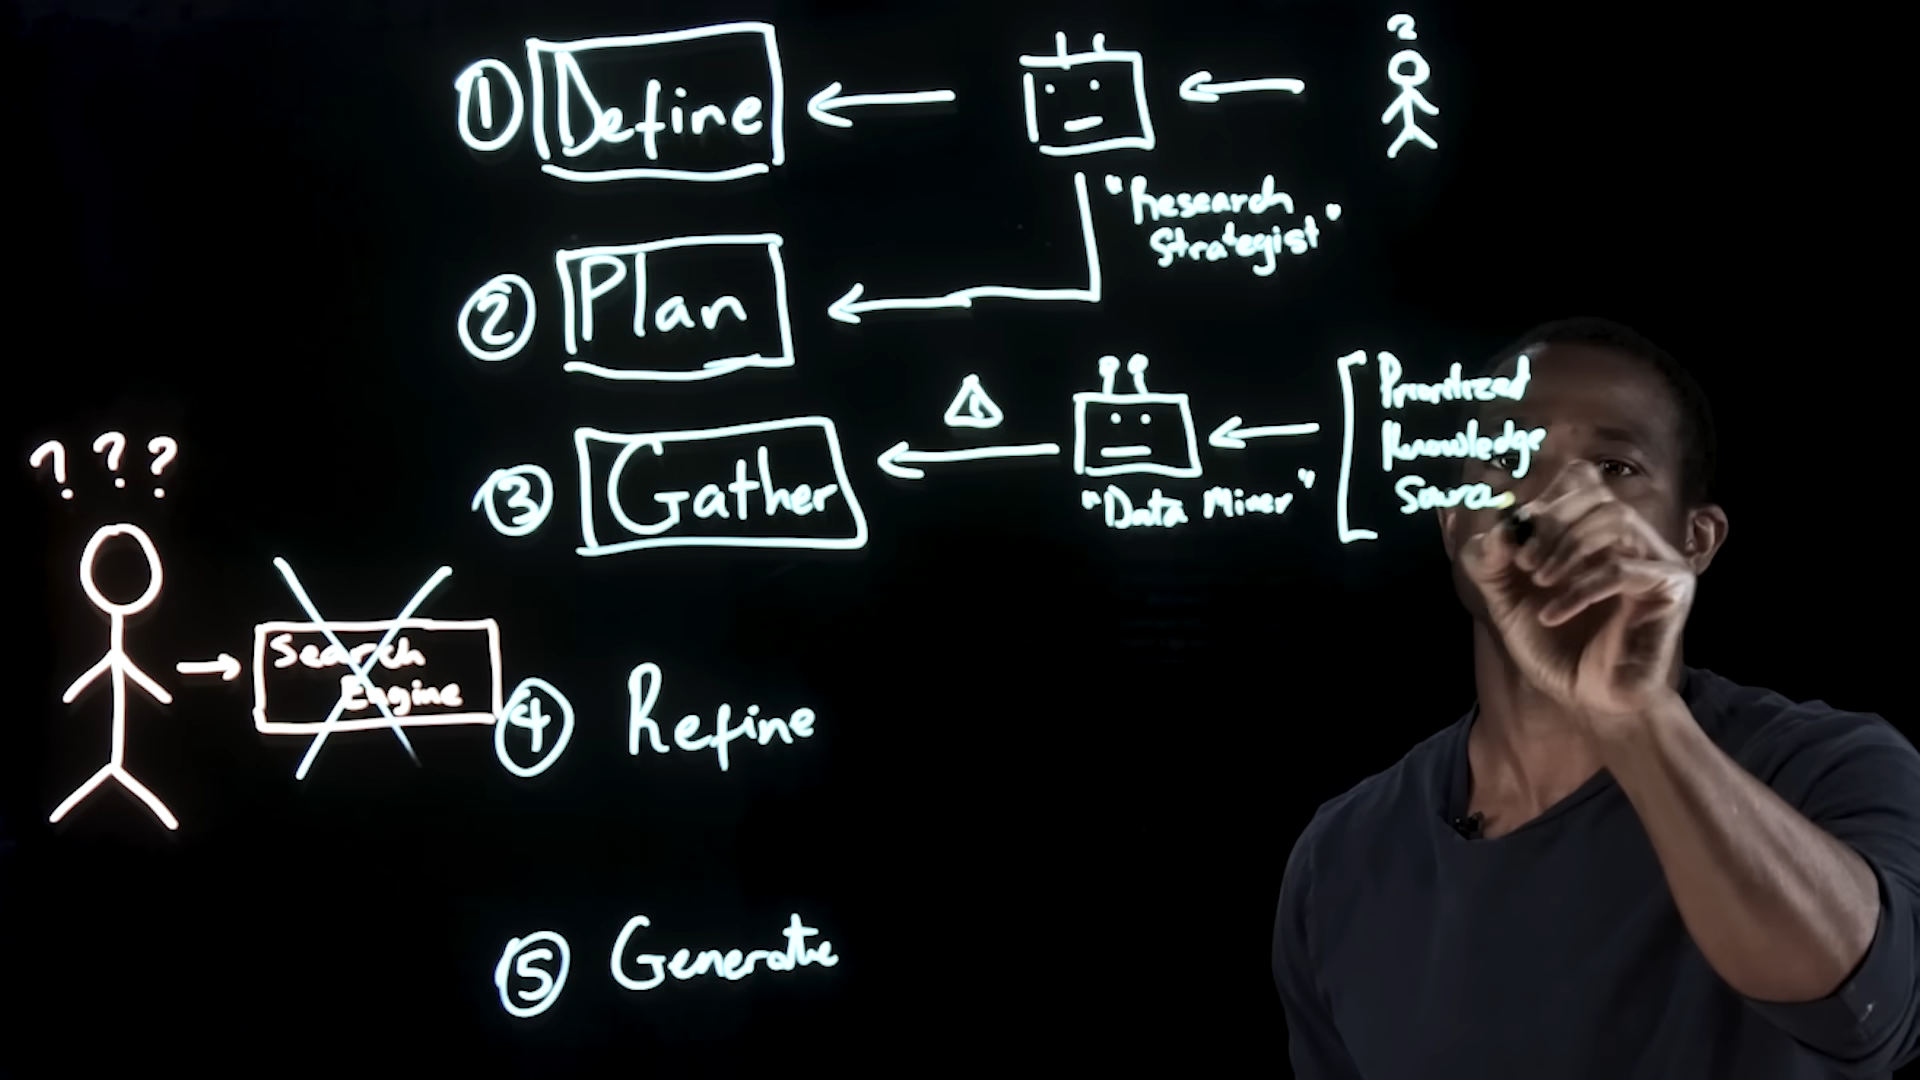 ?
① Define
"Research
Strategist"
② Plan
Prioritized
Knowledge
③ Gather
"Data Miner"
? ? ?
Search
Engine
④ Refine
⑤ Generate